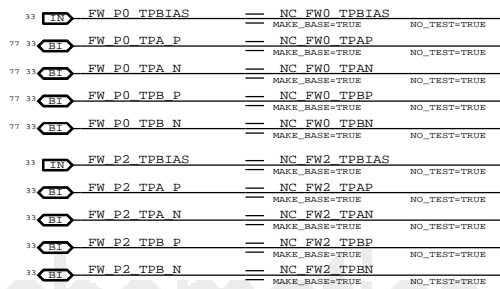 33 IN FW_P0_TPBIAS = NC_FW0_TPBIAS
MAKE_BASE=TRUE NO_TEST=TRUE
77 33 BI FW_P0_TPA_P = NC_FW0_TPAP
MAKE_BASE=TRUE NO_TEST=TRUE
77 33 BI FW_P0_TPA_N = NC_FW0_TPAN
MAKE_BASE=TRUE NO_TEST=TRUE
77 33 BI FW_P0_TPB_P = NC_FW0_TPBP
MAKE_BASE=TRUE NO_TEST=TRUE
77 33 BI FW_P0_TPB_N = NC_FW0_TPBN
MAKE_BASE=TRUE NO_TEST=TRUE
33 IN FW_P2_TPBIAS = NC_FW2_TPBIAS
MAKE_BASE=TRUE NO_TEST=TRUE
33 BI FW_P2_TPA_P = NC_FW2_TPAP
MAKE_BASE=TRUE NO_TEST=TRUE
33 BI FW_P2_TPA_N = NC_FW2_TPAN
MAKE_BASE=TRUE NO_TEST=TRUE
33 BI FW_P2_TPB_P = NC_FW2_TPBP
MAKE_BASE=TRUE NO_TEST=TRUE
33 BI FW_P2_TPB_N = NC_FW2_TPBN
MAKE_BASE=TRUE NO_TEST=TRUE